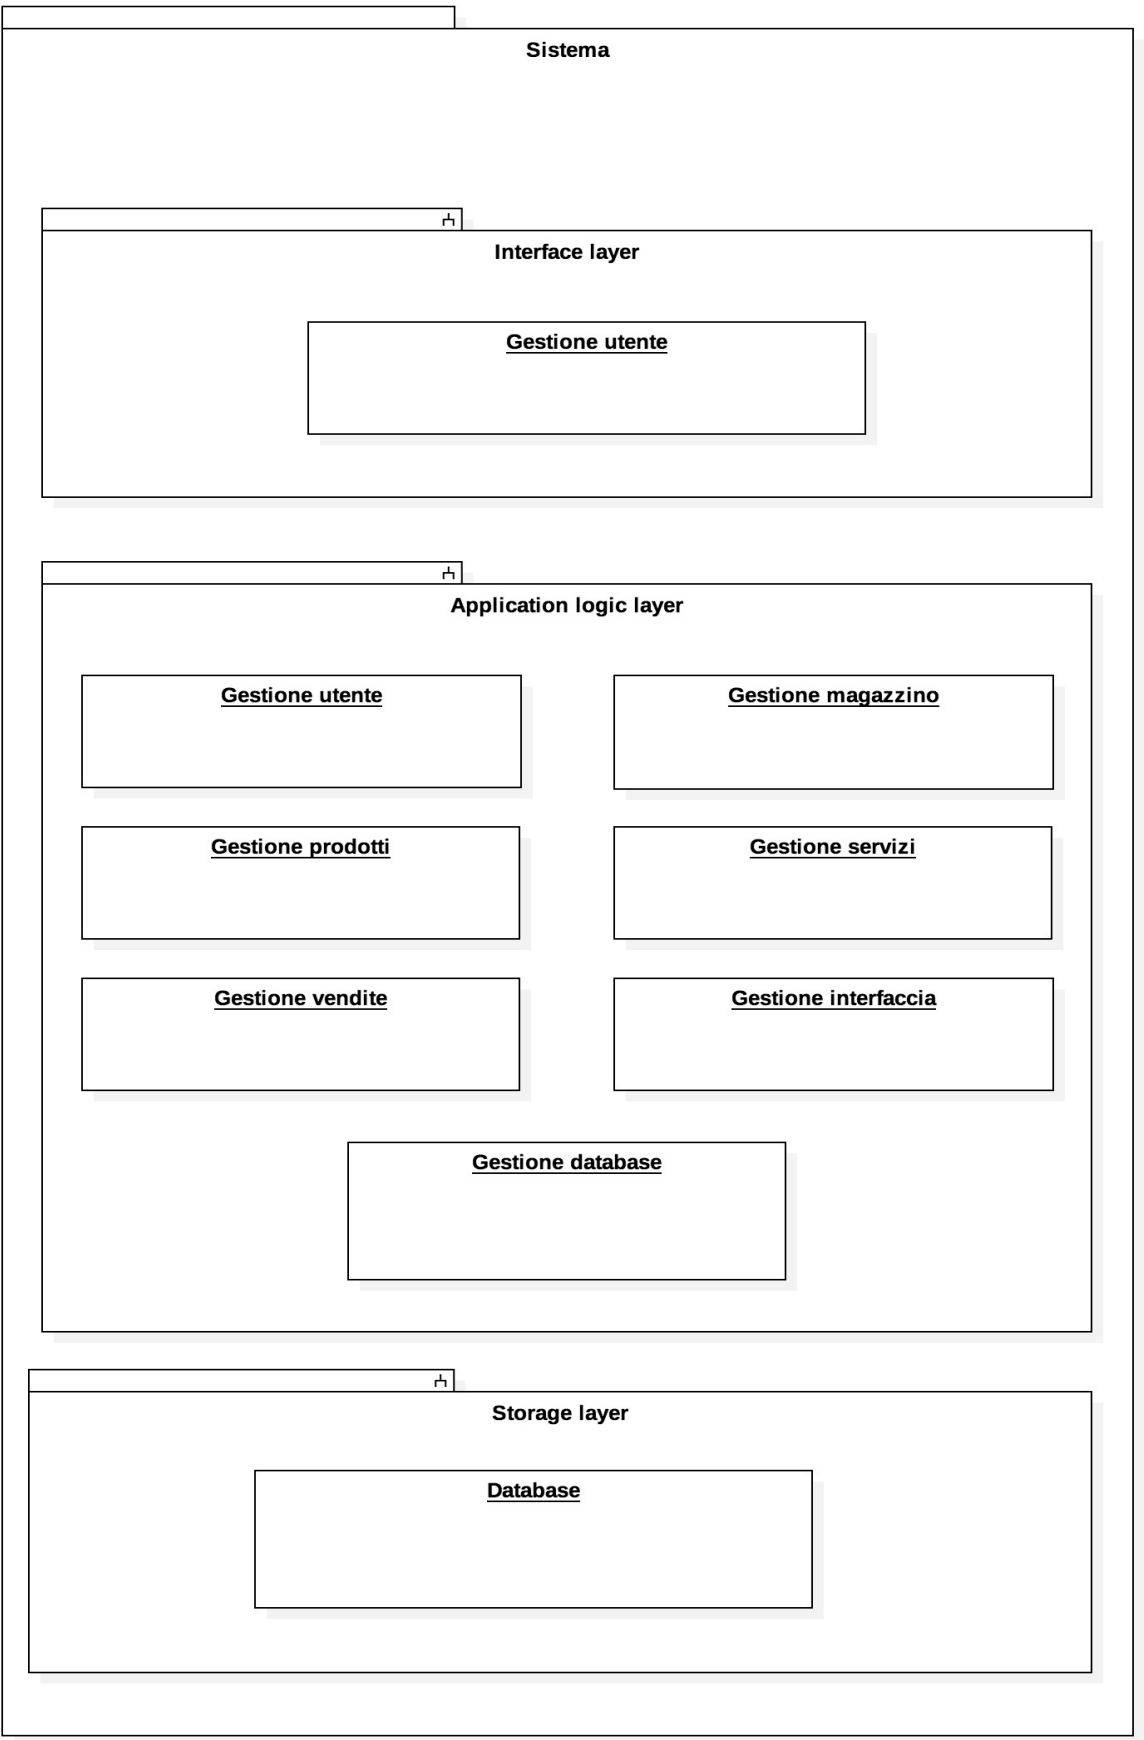 Sistema
Interface layer
Gestione utente
Application logic layer
Gestione utente
Gestione magazzino
Gestione prodotti
Gestione servizi
Gestione vendite
Gestione interfaccia
Gestione database
Storage layer
Database